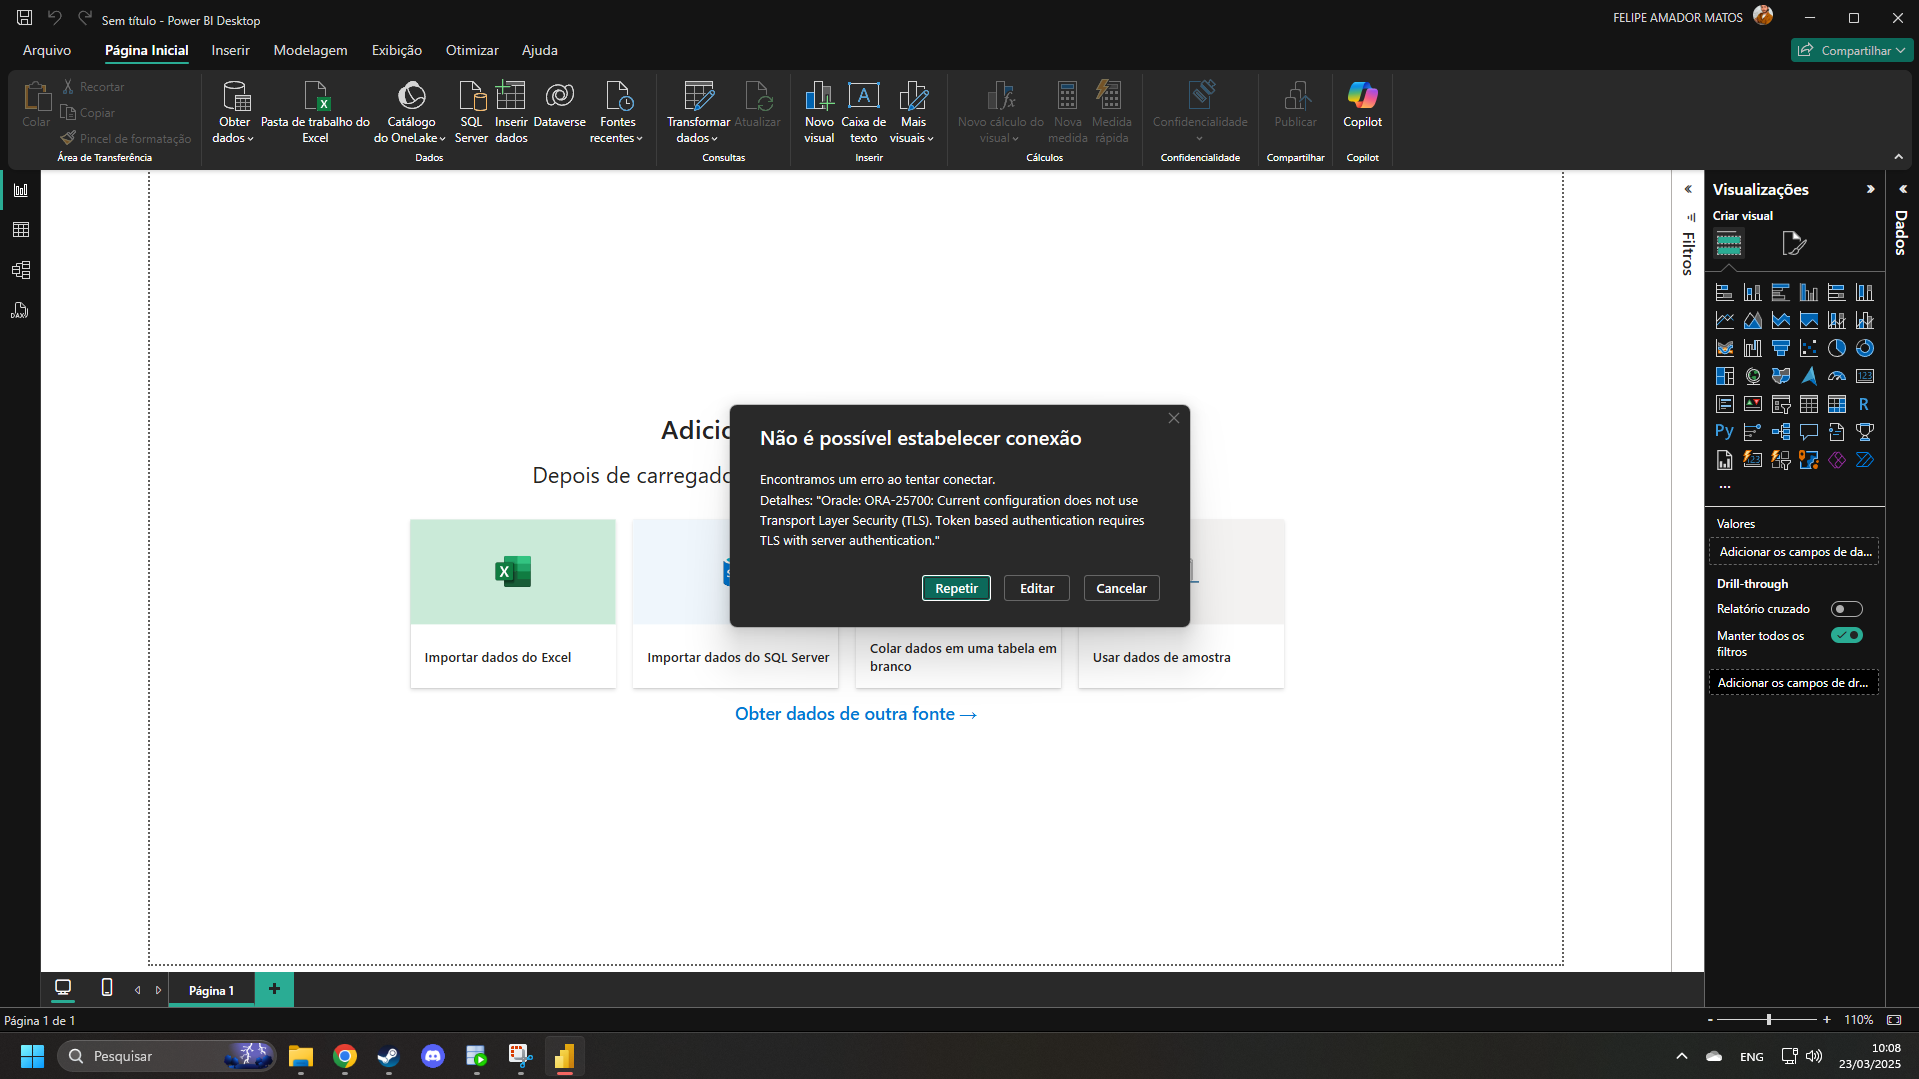 Sem título - Power BI Desktop
FELIPE AMADOR MATOS
Arquivo
Página Inicial
Inserir
Modelagem
Exibição
Otimizar
Ajuda
Compartilhar
Colar
Recortar
Copiar
Pincel de formatação
Área de Transferência
Obter
dados
Pasta de trabalho do
Excel
Catálogo
do OneLake
SQL
Server
Inserir
dados
Dataverse
Fontes
recentes
Dados
Transformar
dados
Atualizar
Consultas
Novo
visual
Caixa de
texto
Mais
visuais
Inserir
Novo cálculo do
visual
Nova
medida
Medida
rápida
Cálculos
Confidencialidade
Confidencialidade
Publicar
Compartilhar
Copilot
Copilot
Filtros
Visualizações
Criar visual
Dados
Adic
Depois de carregado
Não é possível estabelecer conexão
Encontramos um erro ao tentar conectar.
Detalhes: "Oracle: ORA-25700: Current configuration does not use
Transport Layer Security (TLS). Token based authentication requires
TLS with server authentication."
Repetir
Editar
Cancelar
Importar dados do Excel
Importar dados do SQL Server
Colar dados em uma tabela em
branco
Usar dados de amostra
Obter dados de outra fonte →
Valores
Adicionar os campos de da...
Drill-through
Relatório cruzado
Manter todos os
filtros
Adicionar os campos de dr...
Página 1
Página 1 de 1
- + 110%
Pesquisar
ENG
10:08
23/03/2025